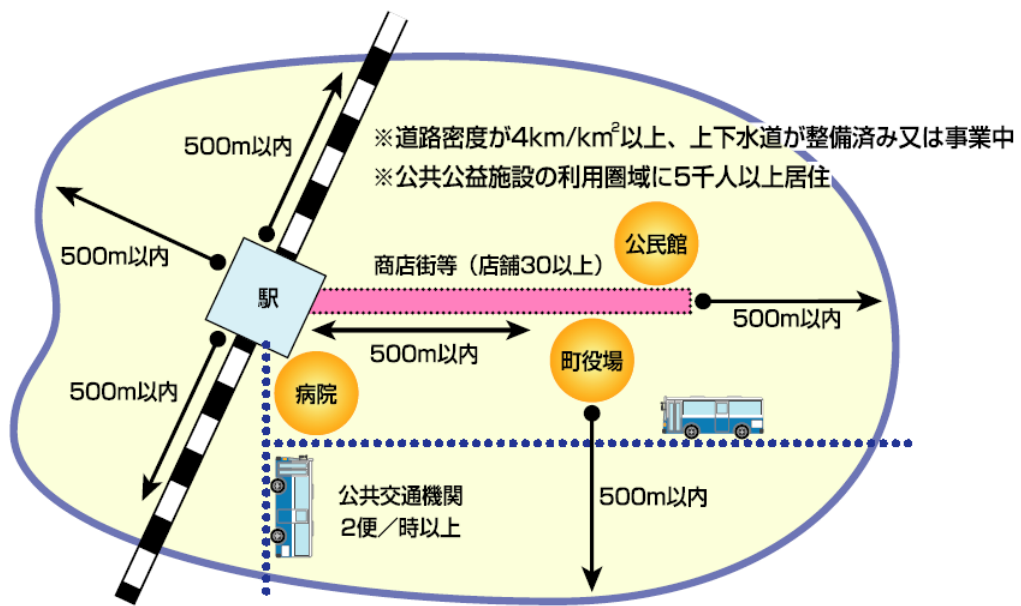 ※道路密度が4km/km²以上、上下水道が整備済み又は事業中
※公共公益施設の利用圏域に5千人以上居住
500m以内
500m以内
公民館
商店街等（店舗30以上）
駅
500m以内
500m以内
町役場
500m以内
病院
500m以内
公共交通機関
2便／時以上